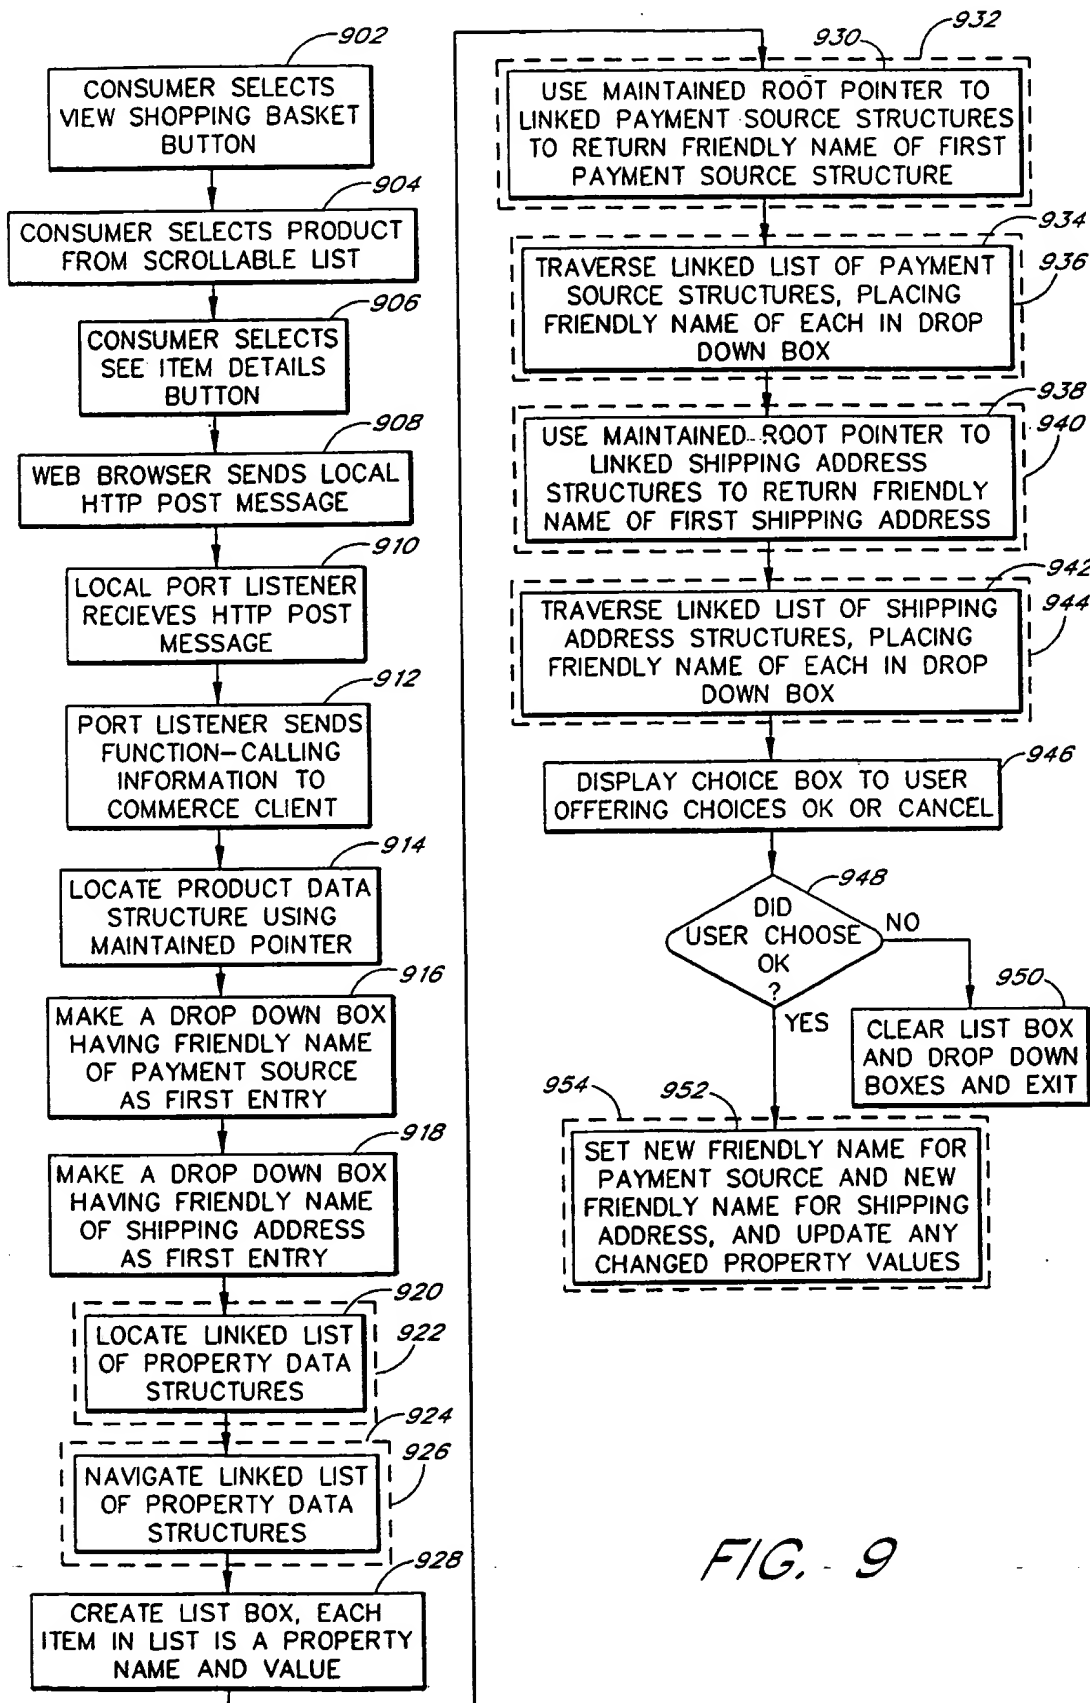 902
CONSUMER SELECTS
VIEW SHOPPING BASKET
BUTTON
904
CONSUMER SELECTS PRODUCT
FROM SCROLLABLE LIST
906
CONSUMER SELECTS
SEE ITEM DETAILS
BUTTON
908
WEB BROWSER SENDS LOCAL
HTTP POST MESSAGE
910
LOCAL PORT LISTENER
RECIEVES HTTP POST
MESSAGE
912
PORT LISTENER SENDS
FUNCTION-CALLING
INFORMATION TO
COMMERCE CLIENT
914
LOCATE PRODUCT DATA
STRUCTURE USING
MAINTAINED POINTER
916
MAKE A DROP DOWN BOX
HAVING FRIENDLY NAME
OF PAYMENT SOURCE
AS FIRST ENTRY
918
MAKE A DROP DOWN BOX
HAVING FRIENDLY NAME
OF SHIPPING ADDRESS
AS FIRST ENTRY
920
922
LOCATE LINKED LIST
OF PROPERTY DATA
STRUCTURES
924
926
NAVIGATE LINKED LIST
OF PROPERTY DATA
STRUCTURES
928
CREATE LIST BOX, EACH
ITEM IN LIST IS A PROPERTY
NAME AND VALUE
930
932
USE MAINTAINED ROOT POINTER TO
LINKED PAYMENT SOURCE STRUCTURES
TO RETURN FRIENDLY NAME OF FIRST
PAYMENT SOURCE STRUCTURE
934
936
TRAVERSE LINKED LIST OF PAYMENT
SOURCE STRUCTURES, PLACING
FRIENDLY NAME OF EACH IN DROP
DOWN BOX
938
940
USE MAINTAINED ROOT POINTER TO
LINKED SHIPPING ADDRESS
STRUCTURES TO RETURN FRIENDLY
NAME OF FIRST SHIPPING ADDRESS
942
944
TRAVERSE LINKED LIST OF SHIPPING
ADDRESS STRUCTURES, PLACING
FRIENDLY NAME OF EACH IN DROP
DOWN BOX
946
DISPLAY CHOICE BOX TO USER
OFFERING CHOICES OK OR CANCEL
948
DID
USER CHOOSE
OK
?
NO
YES
950
CLEAR LIST BOX
AND DROP DOWN
BOXES AND EXIT
954
952
SET NEW FRIENDLY NAME FOR
PAYMENT SOURCE AND NEW
FRIENDLY NAME FOR SHIPPING
ADDRESS, AND UPDATE ANY
CHANGED PROPERTY VALUES
FIG. 9